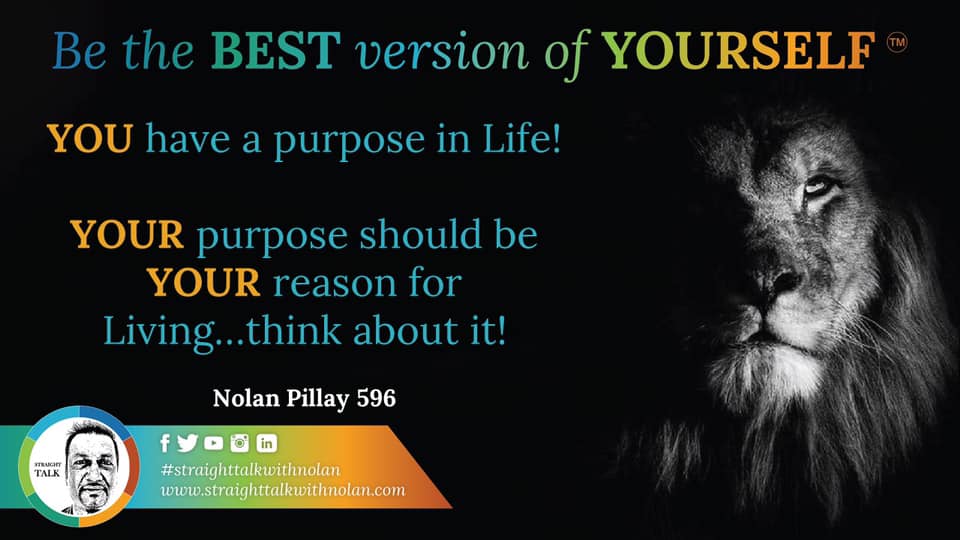 Be the BEST version of YOURSELF ™
YOU have a purpose in Life!
YOUR purpose should be
YOUR reason for
Living...think about it!
Nolan Pillay 596
STRAIGHT
TALK
#straighttalkwithnolan
www.straighttalkwithnolan.com